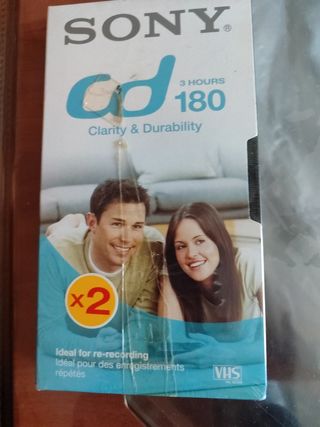 SONY®
cd
3 HOURS
180
Clarity & Durability
x2
Ideal for re-recording
Idéal pour des enregistrements
répétés
VHS